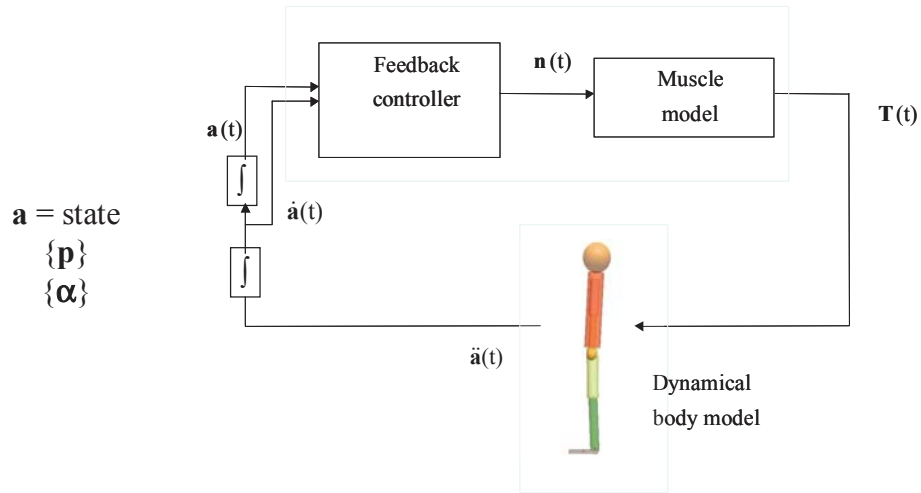 Feedback
controller
n(t)
Muscle
model
T(t)
a(t)
∫
ȧ(t)
a = state
{p}
{α}
∫
ä(t)
Dynamical
body model